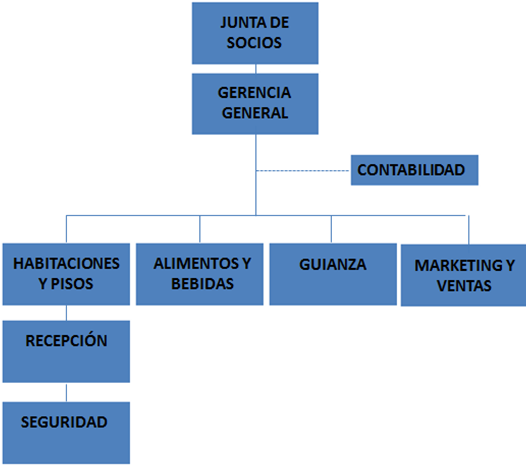 JUNTA DE
SOCIOS
GERENCIA
GENERAL
CONTABILIDAD
HABITACIONES
Y PISOS
ALIMENTOS Y
BEBIDAS
GUIANZA
MARKETING Y
VENTAS
RECEPCIÓN
SEGURIDAD